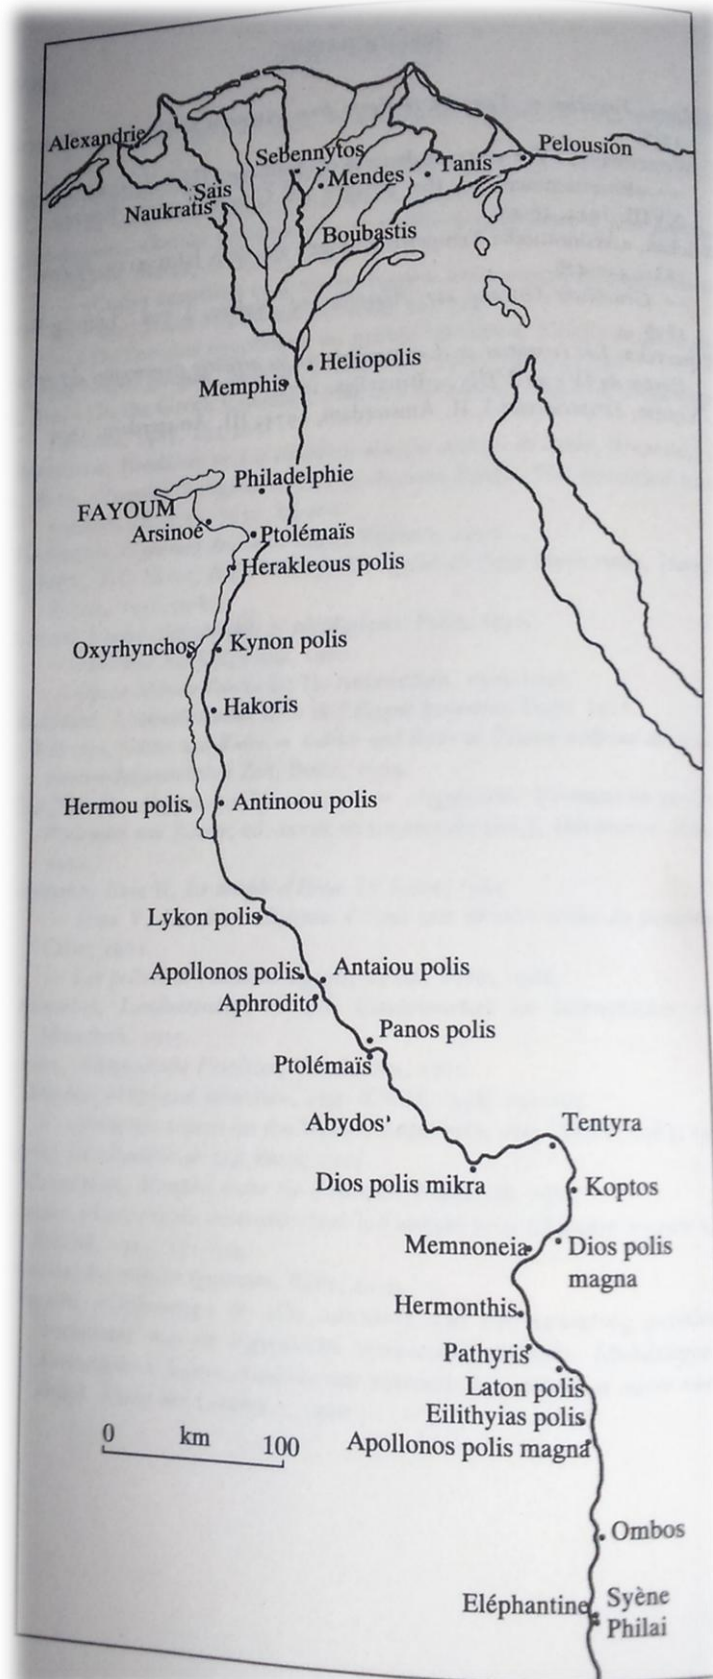 Alexandrie
Pelousion
Sebennytos
Tanis
Mendes
Sais
Naukratis
Boubastis
Heliopolis
Memphis
Philadelphie
FAYOUM
Arsinoé
Ptolémaïs
Herakleous polis
Oxyrhynchos
Kynon polis
Hakoris
Hermou polis
Antinoou polis
Lykon polis
Apollonos polis
Antaiou polis
Aphroditô
Panos polis
Ptolémaïs
Abydos
Tentyra
Dios polis mikra
Koptos
Memnoneia
Dios polis
magna
Hermonthis
Pathyris
Laton polis
Eilithyias polis
Apollonos polis magna
0 km 100
Ombos
Eléphantine
Syène
Philai